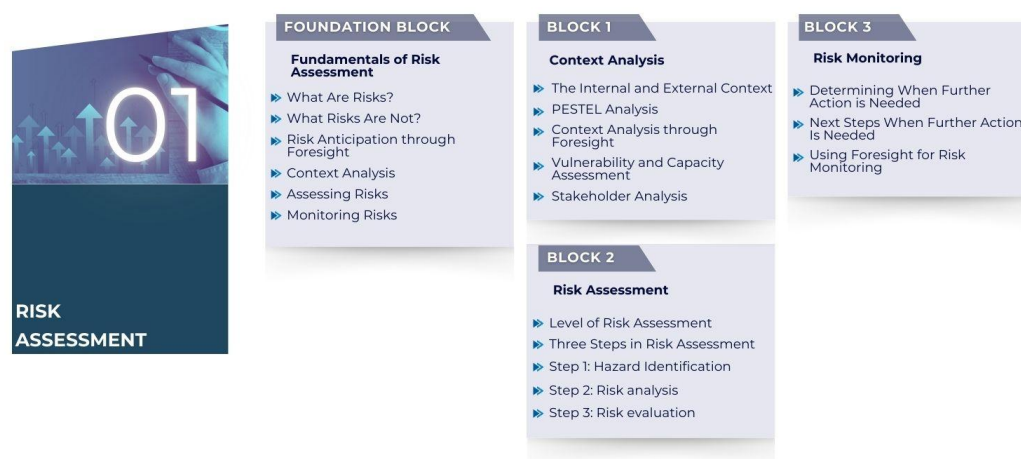 01
RISK
ASSESSMENT
FOUNDATION BLOCK
Fundamentals of Risk
Assessment
What Are Risks?
What Risks Are Not?
Risk Anticipation through
Foresight
Context Analysis
Assessing Risks
Monitoring Risks
BLOCK 1
Context Analysis
The Internal and External Context
PESTEL Analysis
Context Analysis through
Foresight
Vulnerability and Capacity
Assessment
Stakeholder Analysis
BLOCK 2
Risk Assessment
Level of Risk Assessment
Three Steps in Risk Assessment
Step 1: Hazard Identification
Step 2: Risk analysis
Step 3: Risk evaluation
BLOCK 3
Risk Monitoring
Determining When Further
Action is Needed
Next Steps When Further Action
Is Needed
Using Foresight for Risk
Monitoring